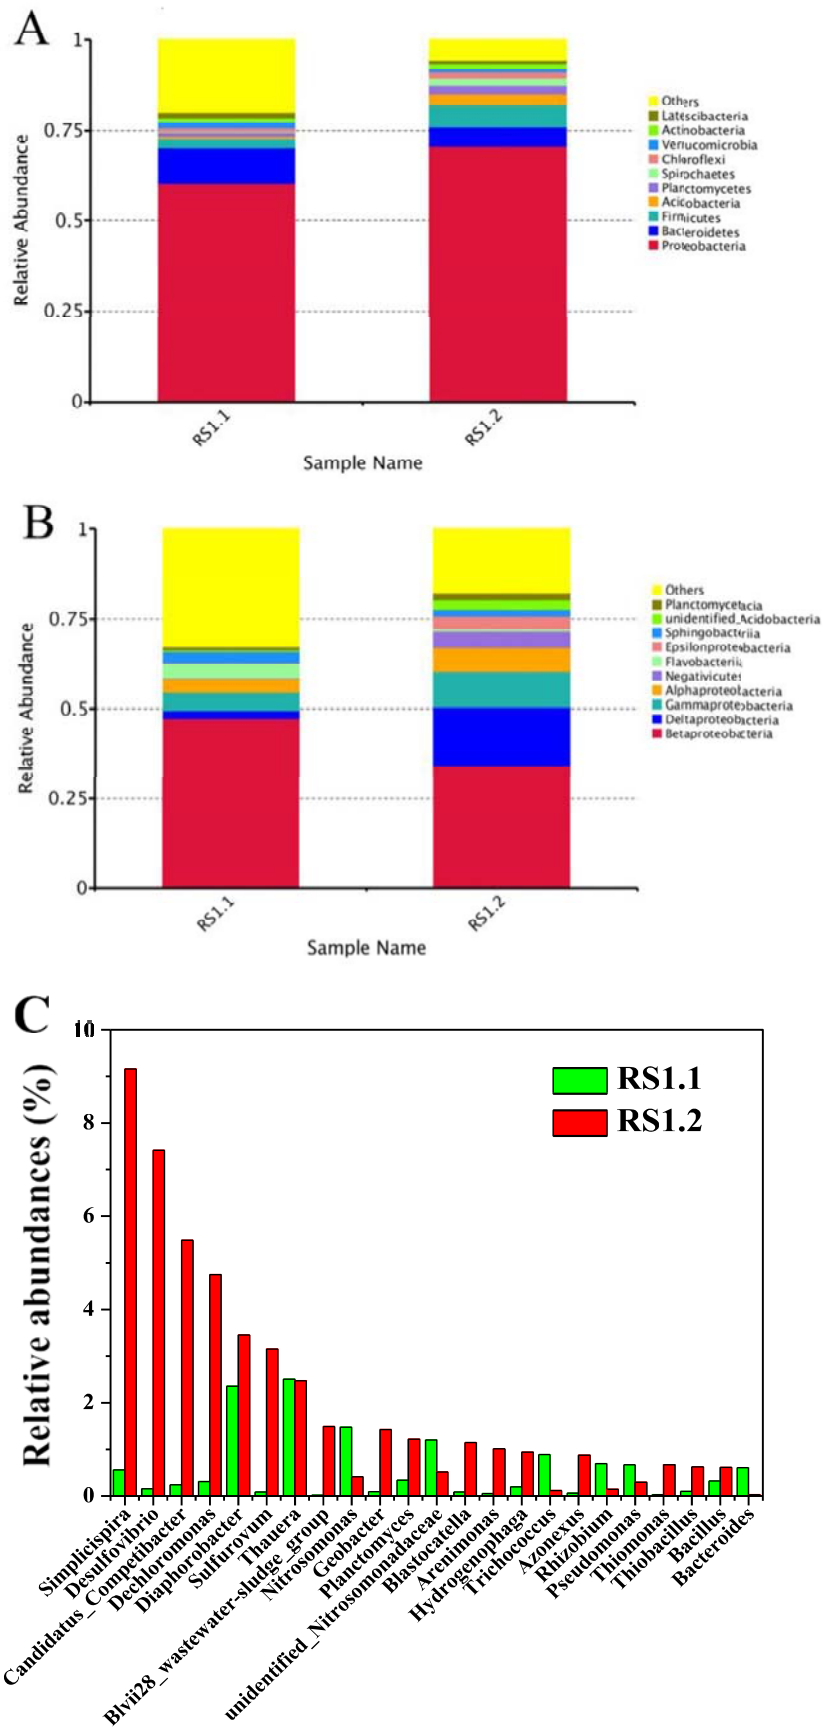 A
1
Others
Latescibacteria
Actinobacteria
0.75
Verrucomicrobia
Chloroflexi
Spirochaetes
Planctomycetes
Acidobacteria
0.5
Firmicutes
Bacteroidetes
Proteobacteria
0.25
0
Relative Abundance
RS1.1
RS1.2
Sample Name
B
1
Others
Planctomycetacia
0.75
unidentified_Acidobacteria
Sphingobacteriia
Epsilonproteobacteria
Flavobacteriia
Negativicutes
Alphaproteobacteria
0.5
Gammaproteobacteria
Deltaproteobacteria
Betaproteobacteria
0.25
0
Relative Abundance
RS1.1
RS1.2
Sample Name
C
10
8
6
4
2
0
Relative abundances (%)
RS1.1
RS1.2
Simplicispira
Desulfovibrio
Candidatus_Competibacter
Dechloromonas
Diaphorobacter
Sulfurovum
Thauera
Blvii28_wastewater-sludge_group
Nitrosomonas
Geobacter
Planctomyces
unidentified_Nitrosomonadaceae
Blastocatella
Arenimonas
Hydrogenophaga
Trichococcus
Azonexus
Rhizobium
Pseudomonas
Thiomonas
Thiobacillus
Bacillus
Bacteroides